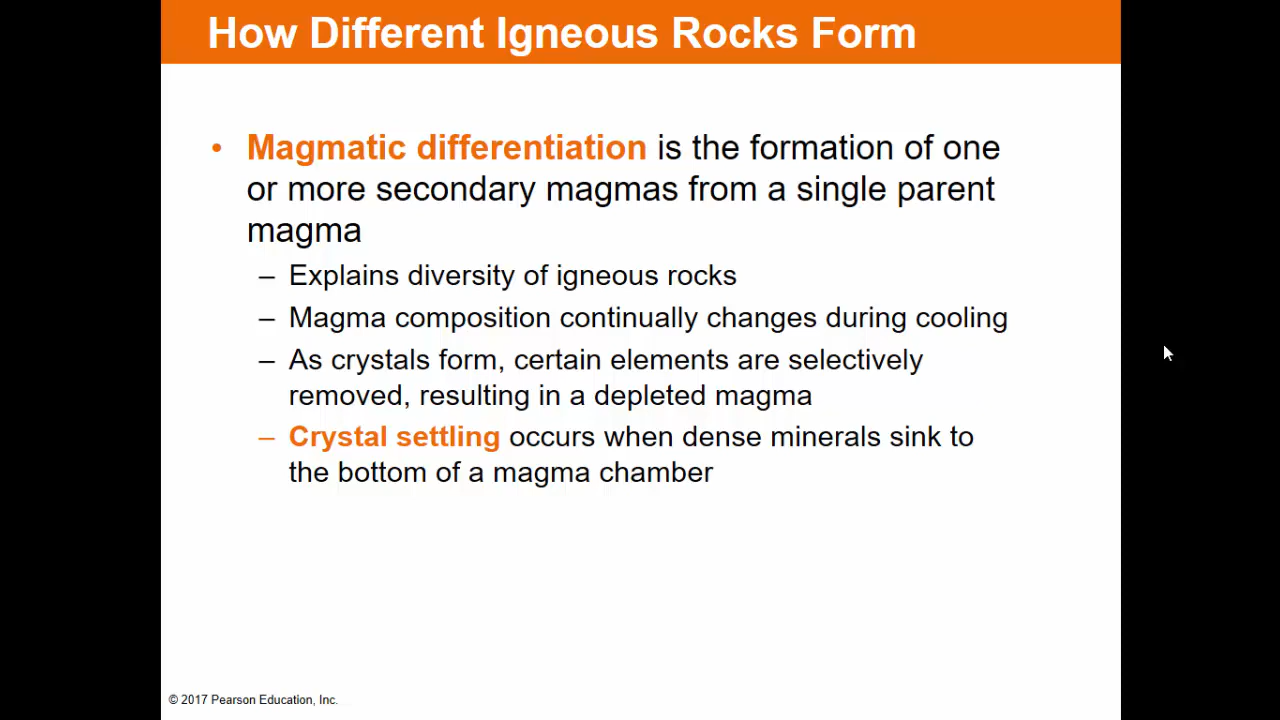 How Different Igneous Rocks Form
• Magmatic differentiation is the formation of one
or more secondary magmas from a single parent
magma
– Explains diversity of igneous rocks
– Magma composition continually changes during cooling
– As crystals form, certain elements are selectively
removed, resulting in a depleted magma
– Crystal settling occurs when dense minerals sink to
the bottom of a magma chamber
© 2017 Pearson Education, Inc.